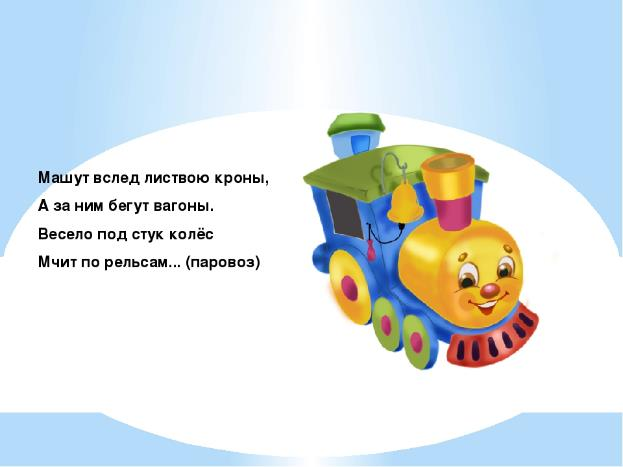 Машут вслед листвою кроны,
А за ним бегут вагоны.
Весело под стук колёс
Мчит по рельсам... (паровоз)